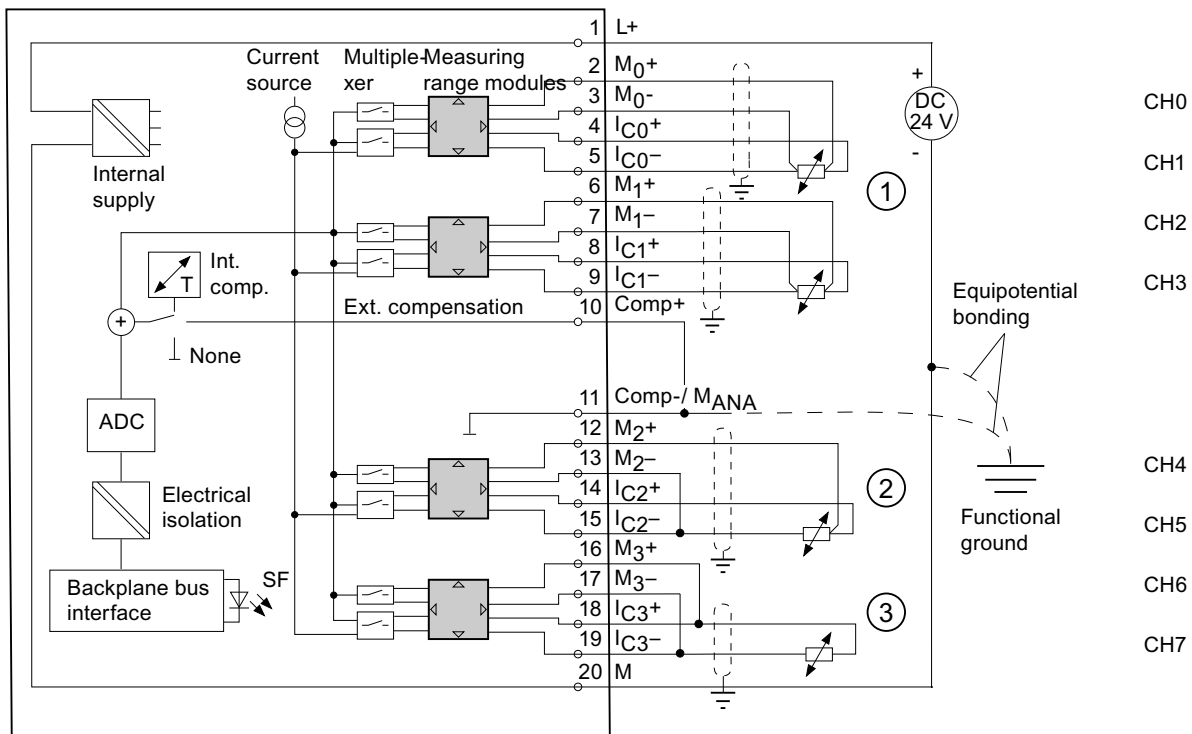 1 L+
Current source
Multiple-xer
Measuring range modules
2 M0+
3 M0-
4 IC0+
5 IC0−
6 M1+
7 M1−
8 IC1+
9 IC1−
10 Comp+
11 Comp-/ MANA
12 M2+
13 M2−
14 IC2+
15 IC2−
16 M3+
17 M3−
18 IC3+
19 IC3−
20 M
Internal supply
T
Int. comp.
Ext. compensation
+
None
ADC
Electrical isolation
Backplane bus interface
SF
+
DC 24 V
-
1
2
3
Equipotential bonding
Functional ground
CH0
CH1
CH2
CH3
CH4
CH5
CH6
CH7